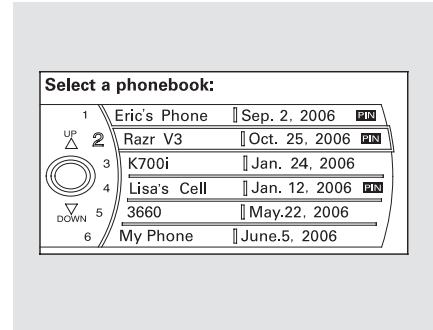 Select a phonebook:
1 Eric's Phone Sep. 2, 2006 PIN
UP 2 Razr V3 Oct. 25, 2006 PIN
3 K700i Jan. 24, 2006
4 Lisa's Cell Jan. 12, 2006 PIN
DOWN 5 3660 May.22, 2006
6 My Phone June.5, 2006